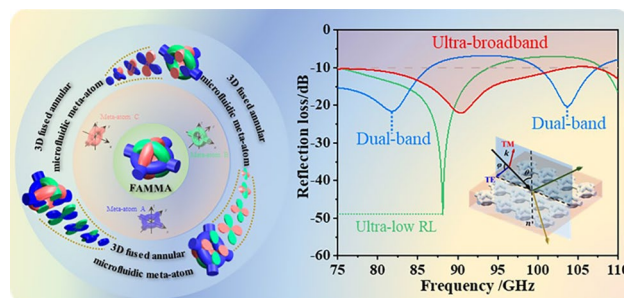 3D fused annular
microfluidic meta-atom
3D fused annular
microfluidic meta-atom
3D fused annular
microfluidic meta-atom
Meta-atom C
Meta-atom B
FAMMA
Meta-atom A
Reflection loss/dB
0
-10
-20
-30
-40
-50
-60
Ultra-broadband
Dual-band
Dual-band
Ultra-low RL
TM
k
TE
φ
θ
n
75 80 85 90 95 100 105 110
Frequency /GHz